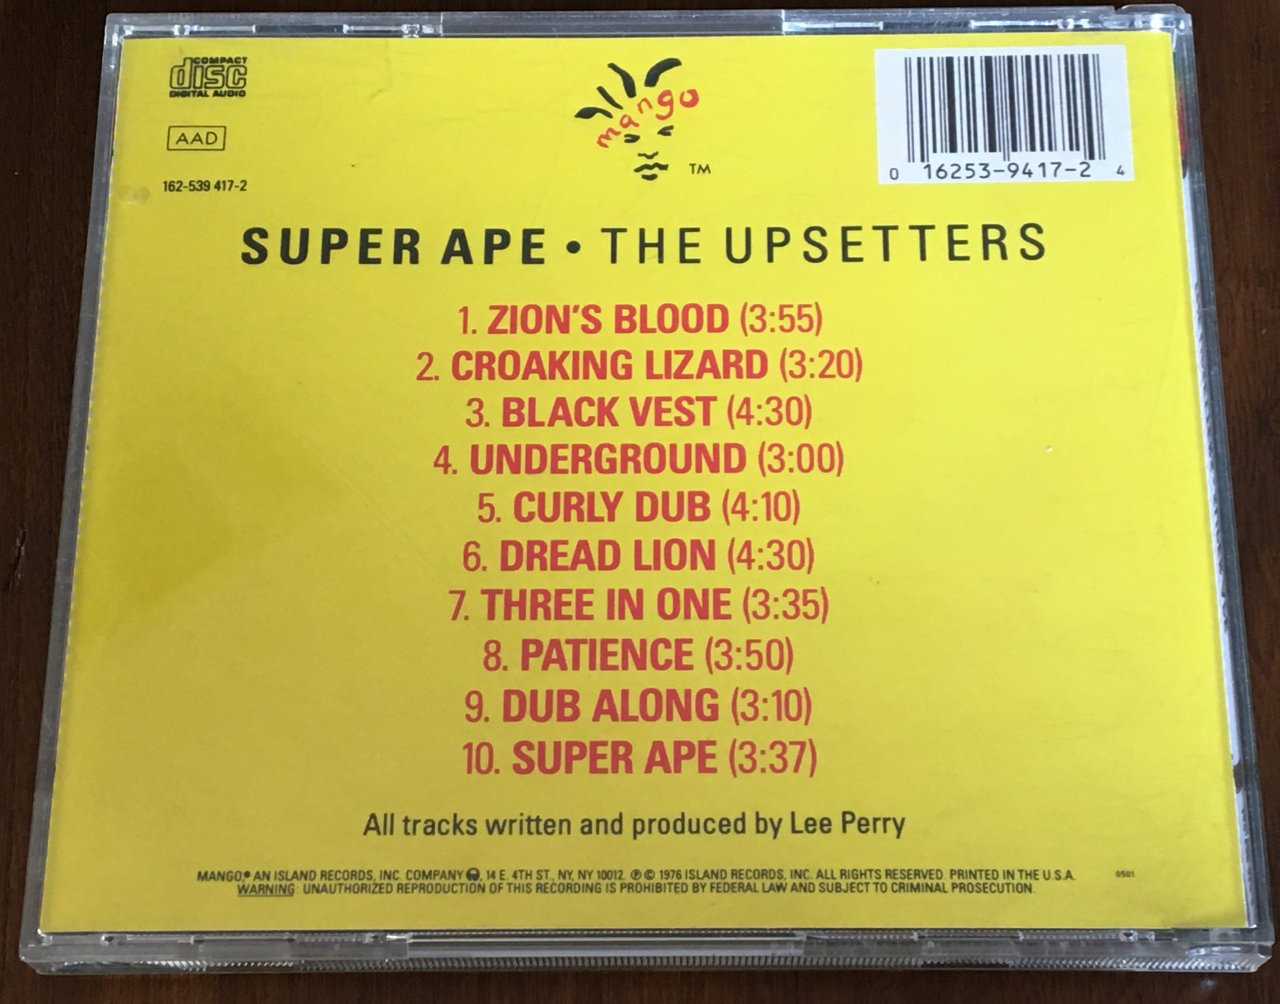 COMPACT
disc
DIGITAL AUDIO
AAD
162-539 417-2
mango
TM
0 16253-9417-2 4
SUPER APE • THE UPSETTERS
1. ZION'S BLOOD (3:55)
2. CROAKING LIZARD (3:20)
3. BLACK VEST (4:30)
4. UNDERGROUND (3:00)
5. CURLY DUB (4:10)
6. DREAD LION (4:30)
7. THREE IN ONE (3:35)
8. PATIENCE (3:50)
9. DUB ALONG (3:10)
10. SUPER APE (3:37)
All tracks written and produced by Lee Perry
MANGO, AN ISLAND RECORDS, INC. COMPANY, 14 E. 4TH ST., NY, NY 10012. ℗ © 1976 ISLAND RECORDS, INC. ALL RIGHTS RESERVED. PRINTED IN THE U.S.A. 0501
WARNING: UNAUTHORIZED REPRODUCTION OF THIS RECORDING IS PROHIBITED BY FEDERAL LAW AND SUBJECT TO CRIMINAL PROSECUTION.